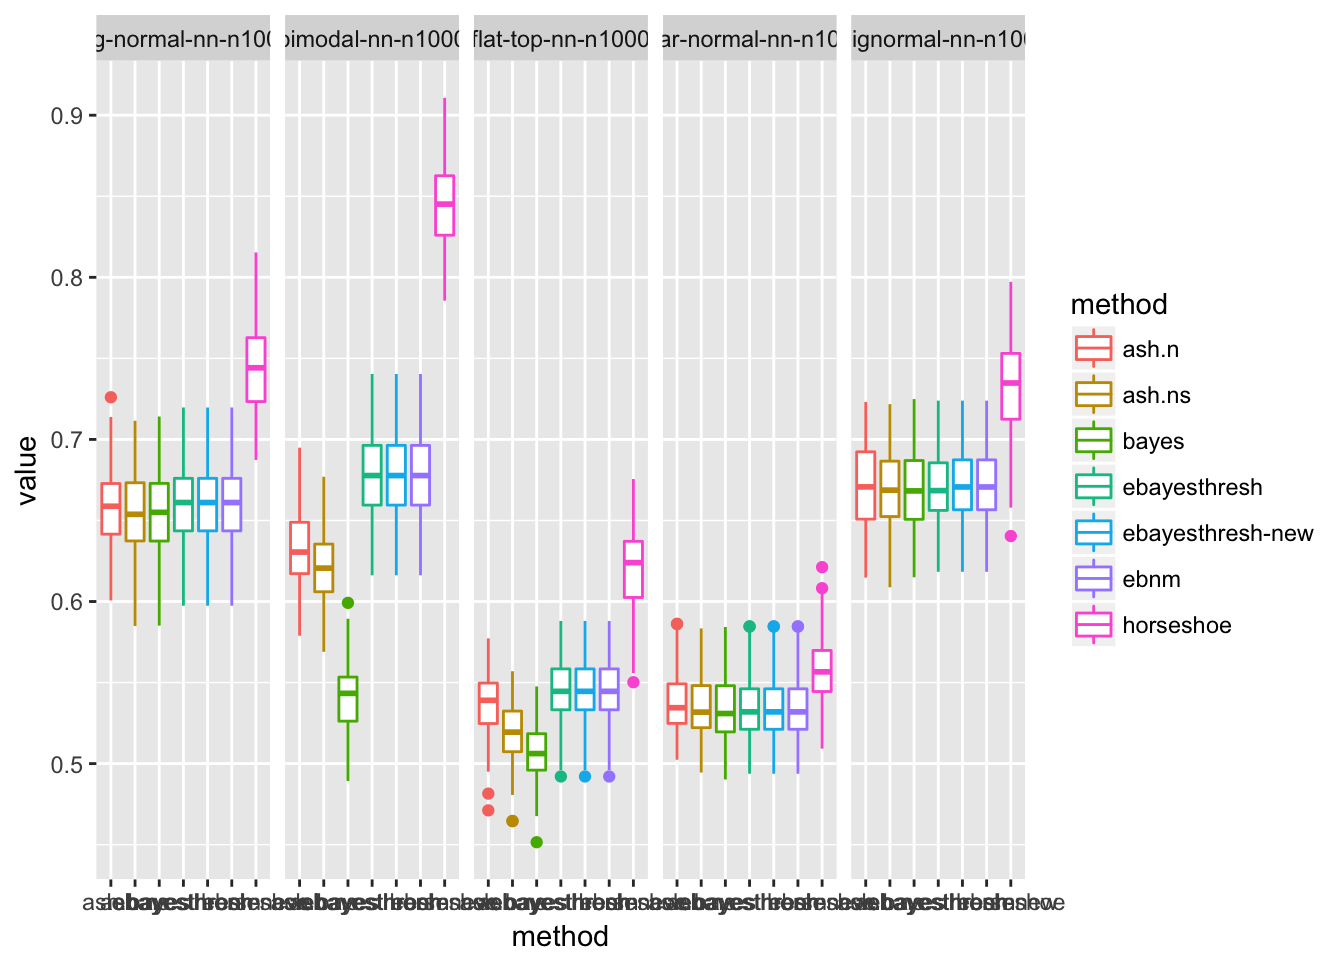 g-normal-nn-n100 bimodal-nn-n1000 flat-top-nn-n1000 ar-normal-nn-n10 ignormal-nn-n100
0.9
0.8
0.7
0.6
0.5
value
method
method
ash.n
ash.ns
bayes
ebayesthresh
ebayesthresh-new
ebnm
horseshoe